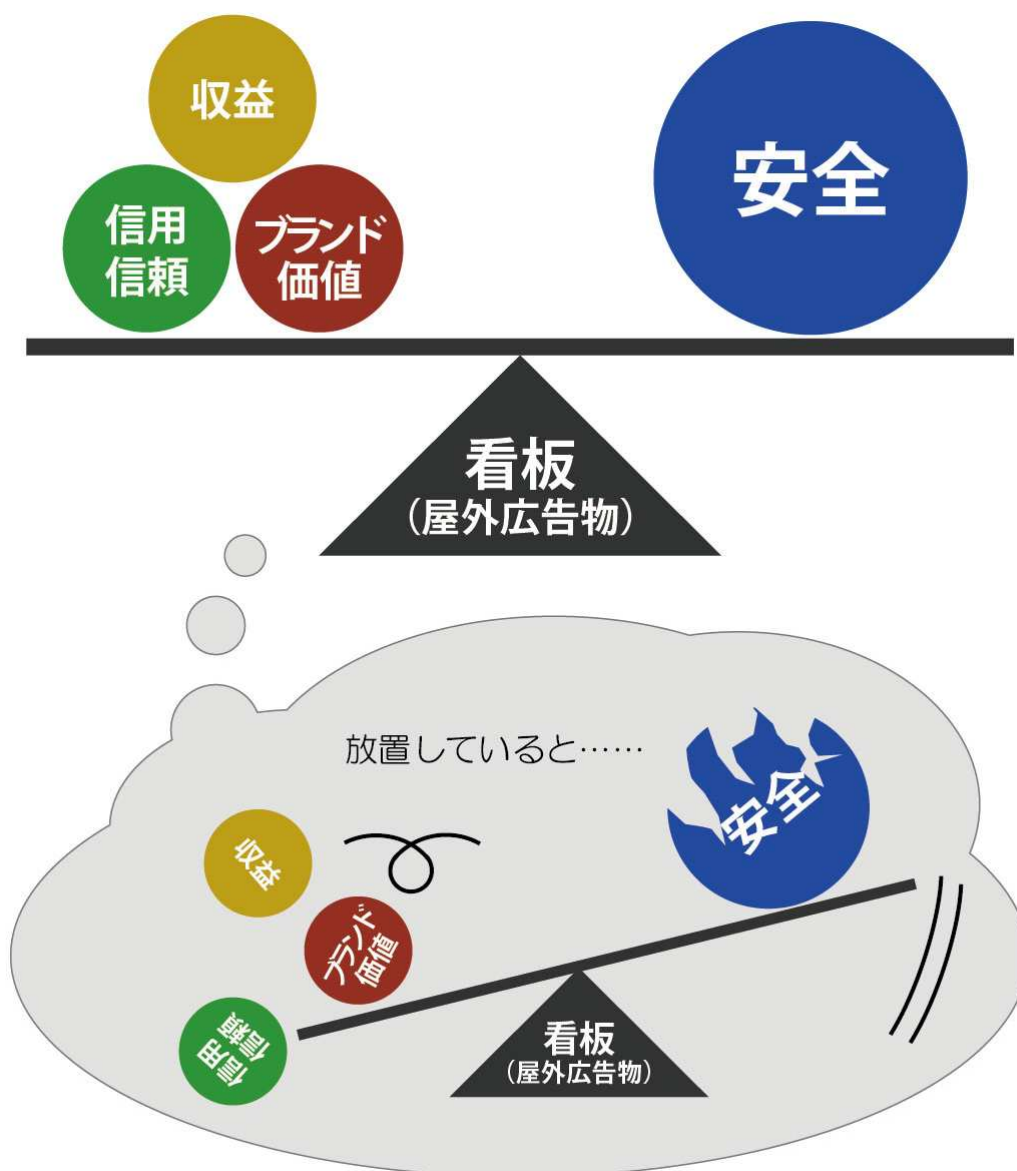 収益
信用
信頼
ブランド
価値
安全
看板
（屋外広告物）
放置していると……
収益
ブランド
価値
信用
信頼
安全
看板
（屋外広告物）